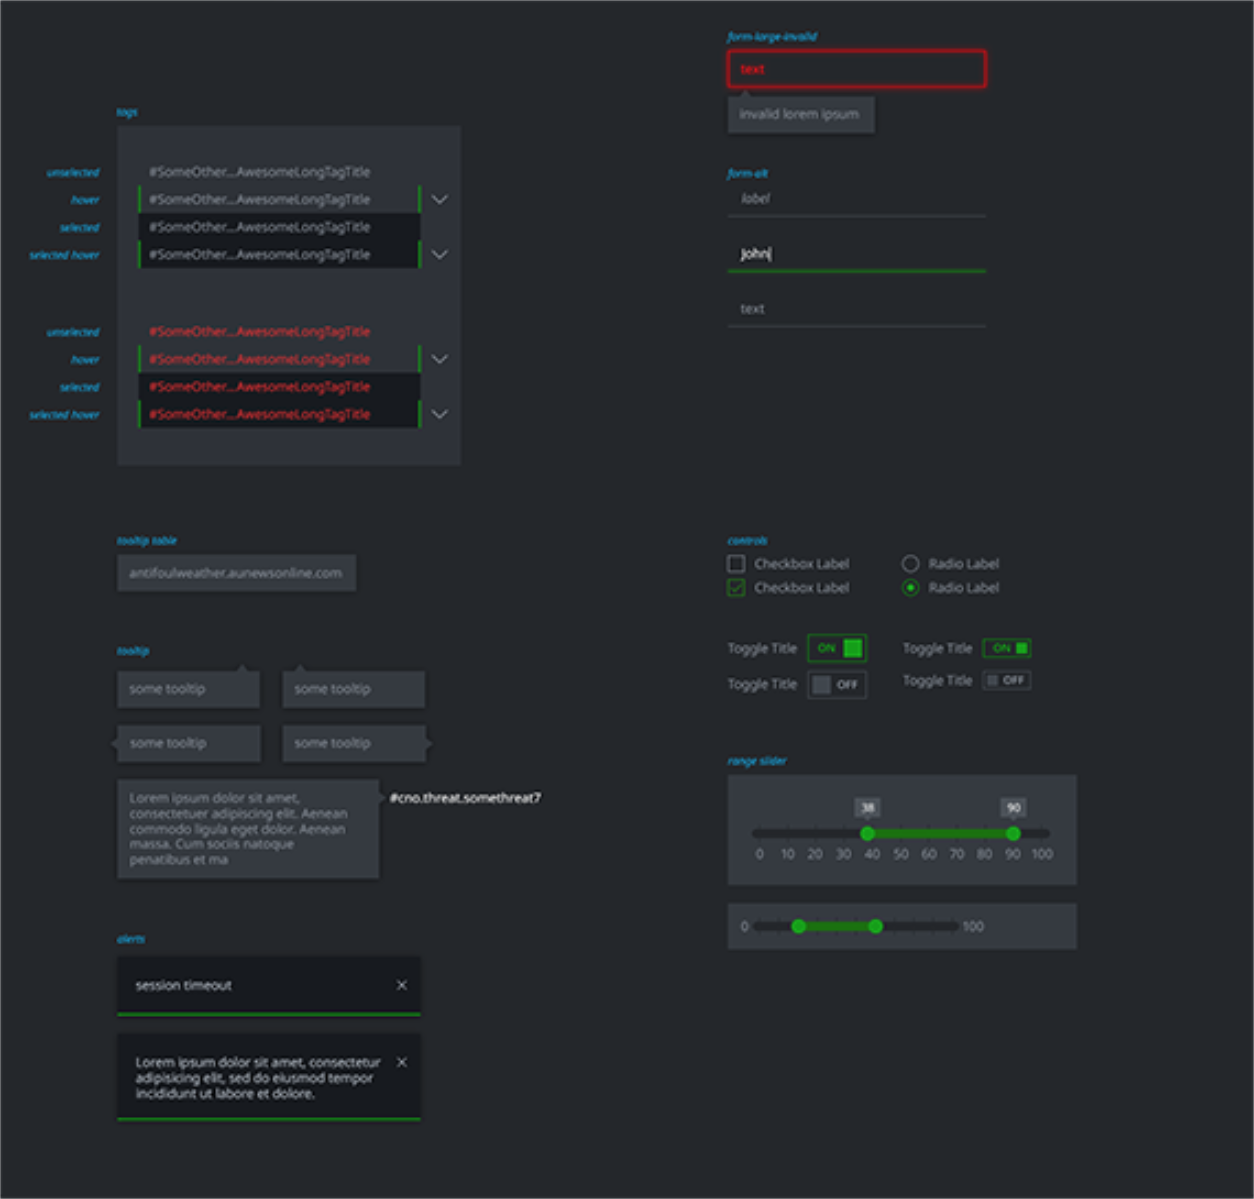 tags
unselected #SomeOther...AwesomeLongTagTitle
hover #SomeOther...AwesomeLongTagTitle
selected #SomeOther...AwesomeLongTagTitle
selected hover #SomeOther...AwesomeLongTagTitle
unselected #SomeOther...AwesomeLongTagTitle
hover #SomeOther...AwesomeLongTagTitle
selected #SomeOther...AwesomeLongTagTitle
selected hover #SomeOther...AwesomeLongTagTitle
tooltip table
antifoulweather.aunewsonline.com
tooltip
some tooltip some tooltip
some tooltip some tooltip
Lorem ipsum dolor sit amet,
consectetuer adipiscing elit. Aenean
commodo ligula eget dolor. Aenean
massa. Cum sociis natoque
penatibus et ma
#cno.threat.somethreat7
alerts
session timeout
Lorem ipsum dolor sit amet, consectetur
adipisicing elit, sed do eiusmod tempor
incididunt ut labore et dolore.
form-large-invalid
text
invalid lorem ipsum
form-alt
label
John
text
controls
Checkbox Label Radio Label
Checkbox Label Radio Label
Toggle Title ON Toggle Title ON
Toggle Title OFF Toggle Title OFF
range slider
38 90
0 10 20 30 40 50 60 70 80 90 100
0 100